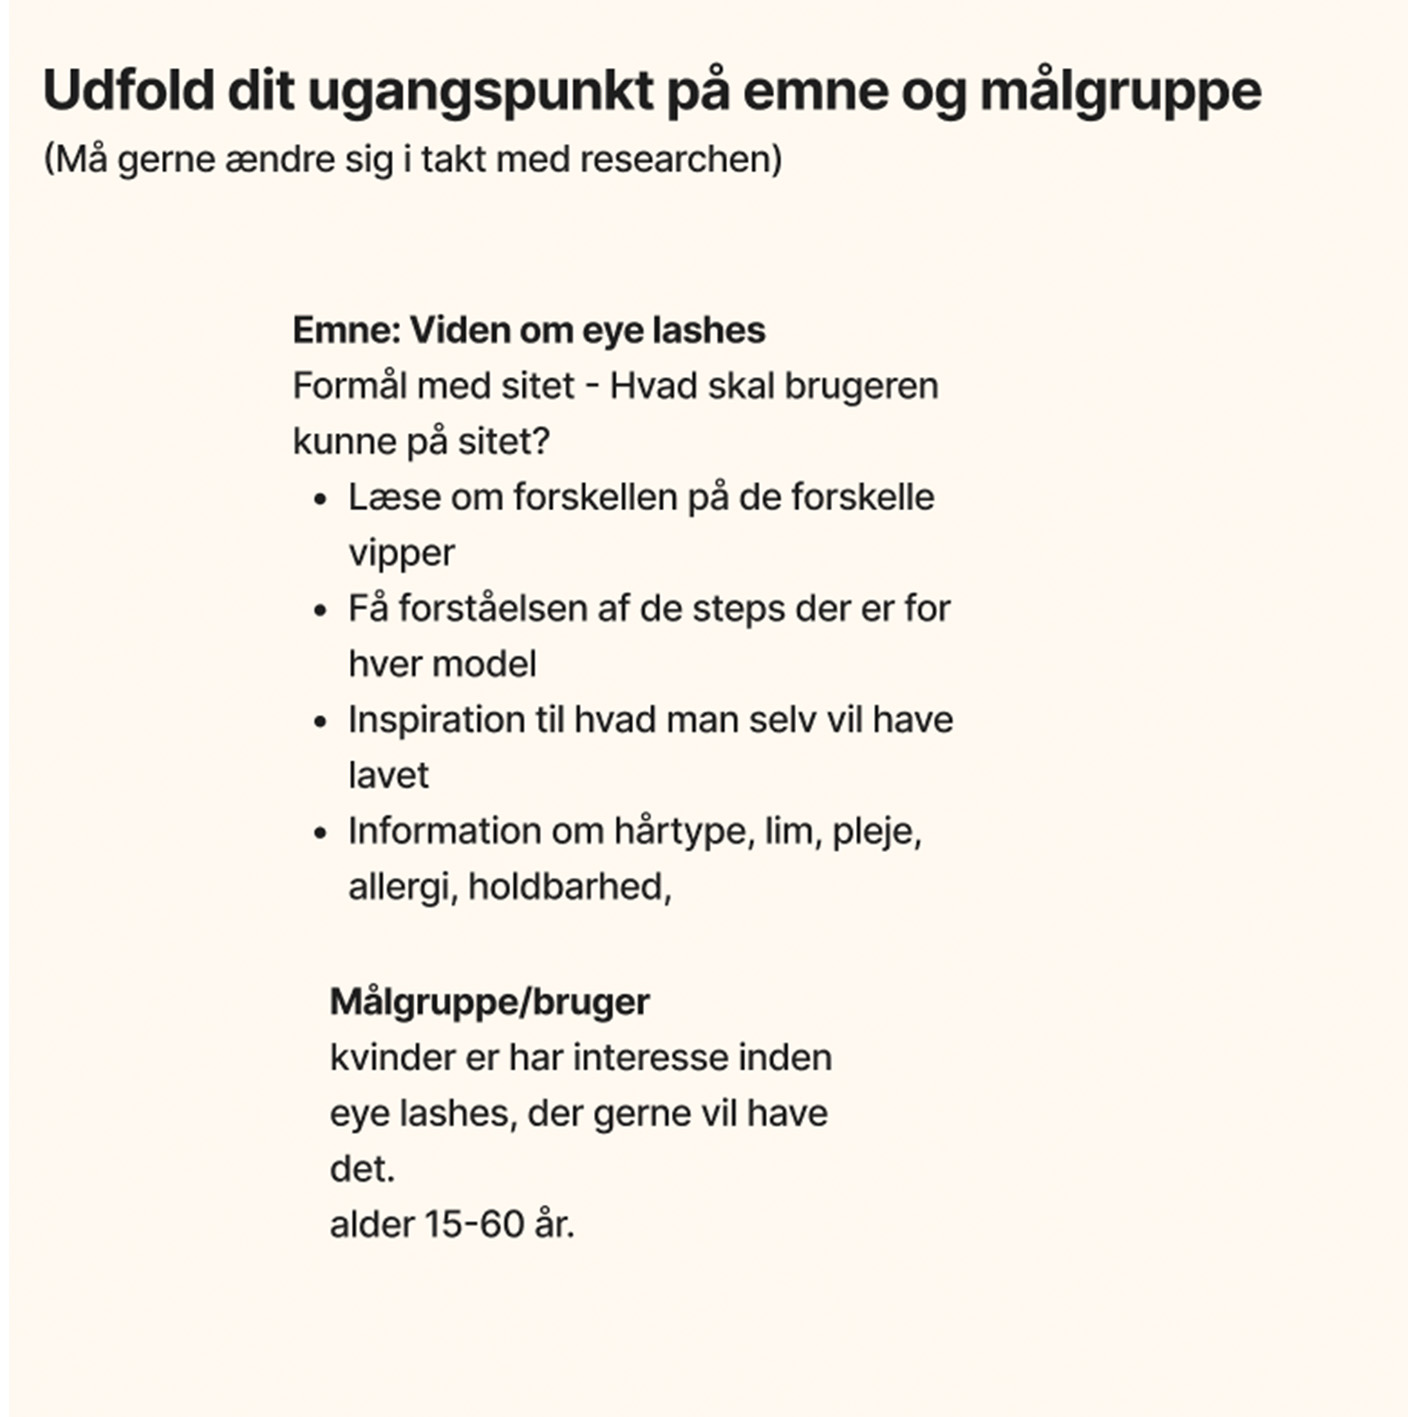 Udfold dit ugangspunkt på emne og målgruppe
(Må gerne ændre sig i takt med researchen)
Emne: Viden om eye lashes
Formål med sitet - Hvad skal brugeren
kunne på sitet?
• Læse om forskellen på de forskelle
vipper
• Få forståelsen af de steps der er for
hver model
• Inspiration til hvad man selv vil have
lavet
• Information om hårtype, lim, pleje,
allergi, holdbarhed,
Målgruppe/bruger
kvinder er har interesse inden
eye lashes, der gerne vil have
det.
alder 15-60 år.